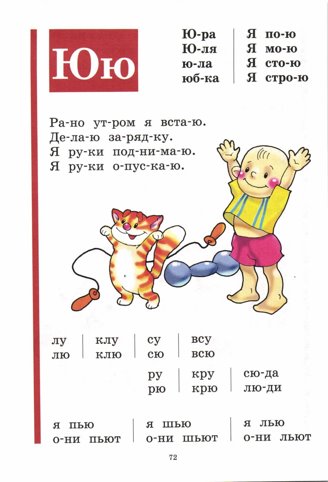 Юю
Ю-ра Я по-ю
Ю-ля Я мо-ю
ю-ла Я сто-ю
юб-ка Я стро-ю
Ра-но ут-ром я вста-ю.
Де-ла-ю за-ряд-ку.
Я ру-ки под-ни-ма-ю.
Я ру-ки о-пус-ка-ю.
лу клу су всу
лю клю сю всю
ру кру сю-да
рю крю лю-ди
я пью я шью я лью
о-ни пьют о-ни шьют о-ни льют
72